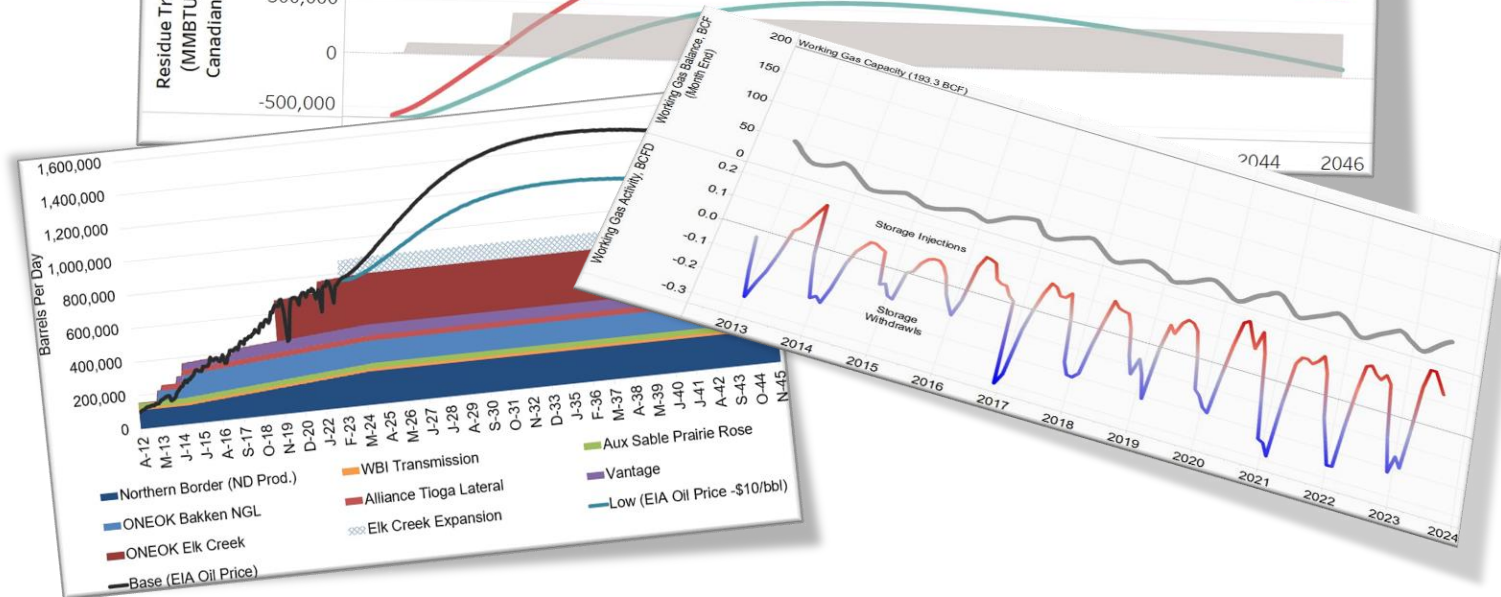 Residue Tr
(MMBTU
Canadian
0
-500,000
2044
2046
Barrels Per Day
1,600,000
1,400,000
1,200,000
1,000,000
800,000
600,000
400,000
200,000
0
A-12
M-13
J-14
J-15
A-16
S-17
O-18
N-19
D-20
J-22
F-23
M-24
A-25
M-26
J-27
J-28
A-29
S-30
O-31
N-32
D-33
J-35
F-36
M-37
A-38
M-39
J-40
J-41
A-42
S-43
O-44
N-45
Northern Border (ND Prod.)
WBI Transmission
Aux Sable Prairie Rose
ONEOK Bakken NGL
Alliance Tioga Lateral
Vantage
ONEOK Elk Creek
Elk Creek Expansion
Low (EIA Oil Price -$10/bbl)
Base (EIA Oil Price)
Working Gas Balance, BCF
(Month End)
200
150
100
50
0
Working Gas Capacity (193.3 BCF)
Working Gas Activity, BCFD
0.2
0.1
0.0
-0.1
-0.2
-0.3
Storage Injections
Storage
Withdrawls
2013
2014
2015
2016
2017
2018
2019
2020
2021
2022
2023
2024